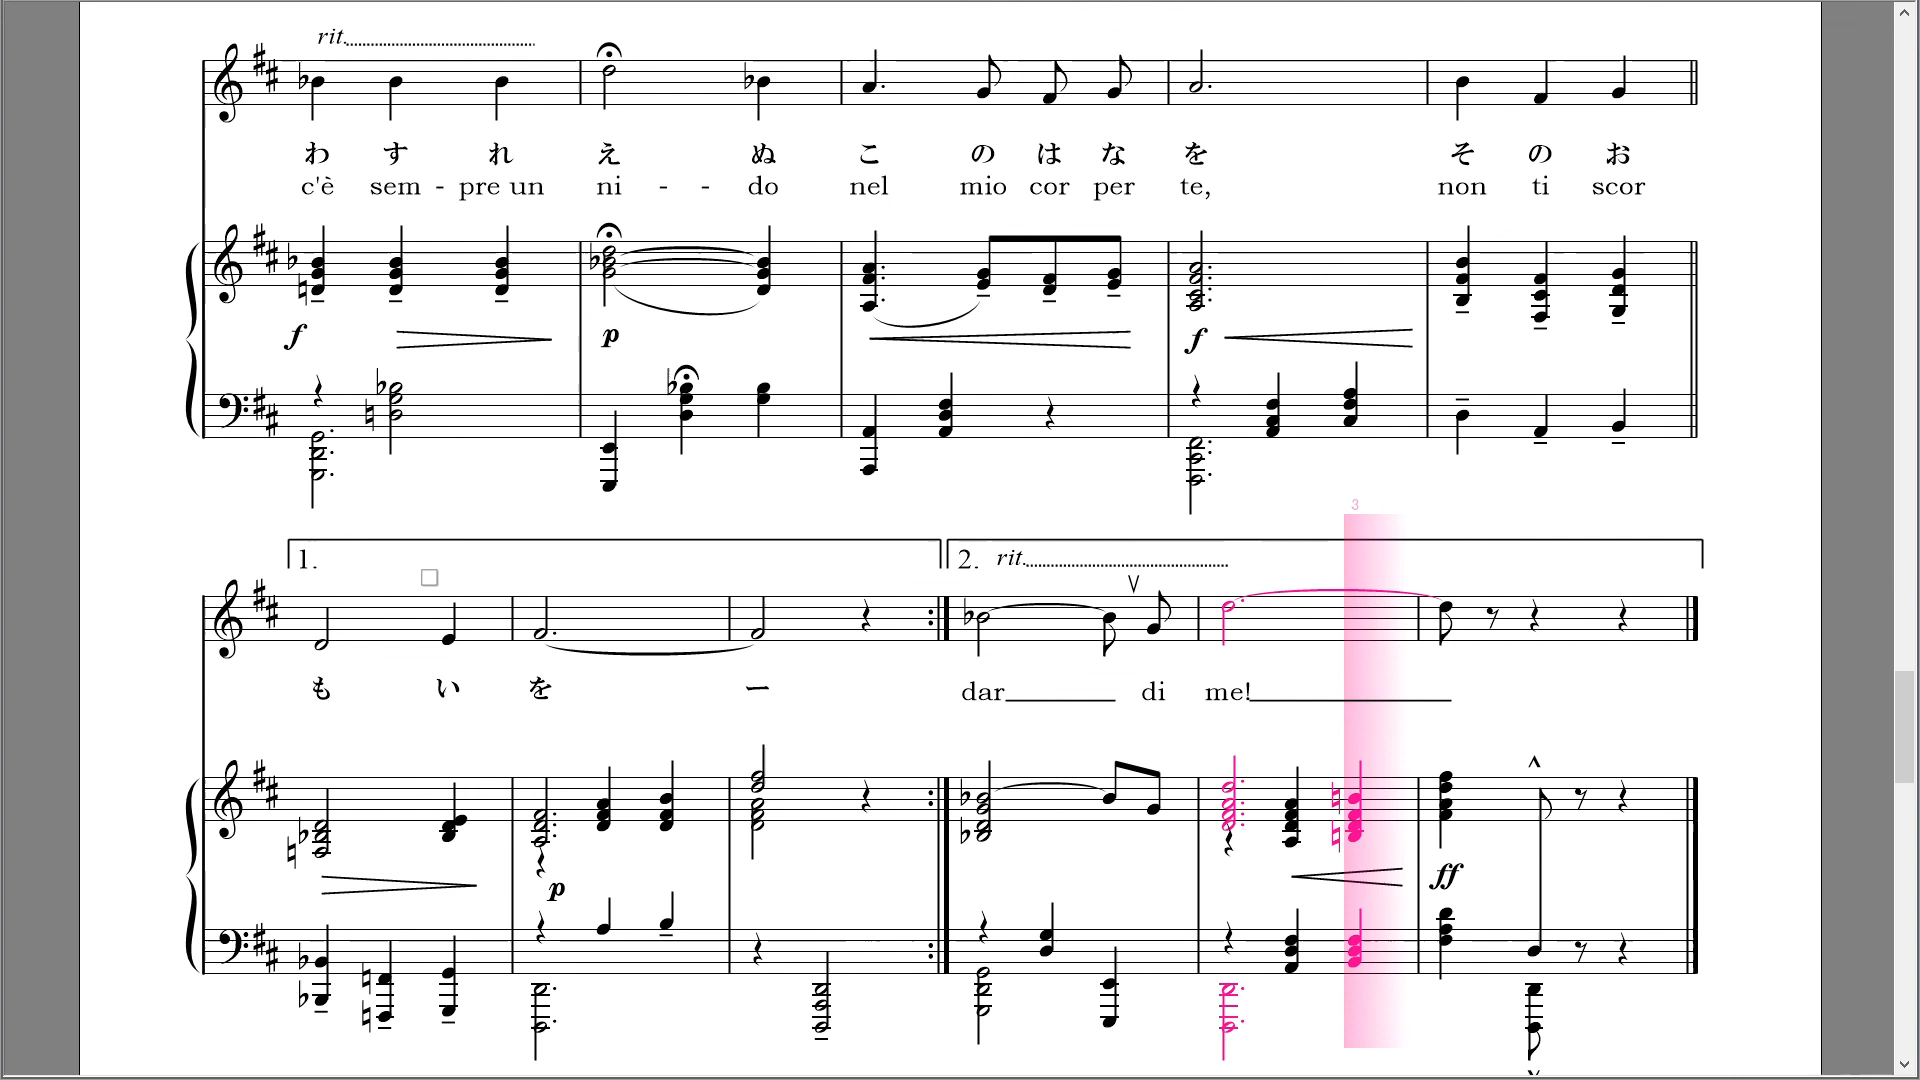 rit.
わ す れ え ぬ こ の は な を そ の お
c'è sem - pre un ni - - do nel mio cor per te, non ti scor
f p f
3
1. 2. rit.
も い を ー
dar di me!
p ff